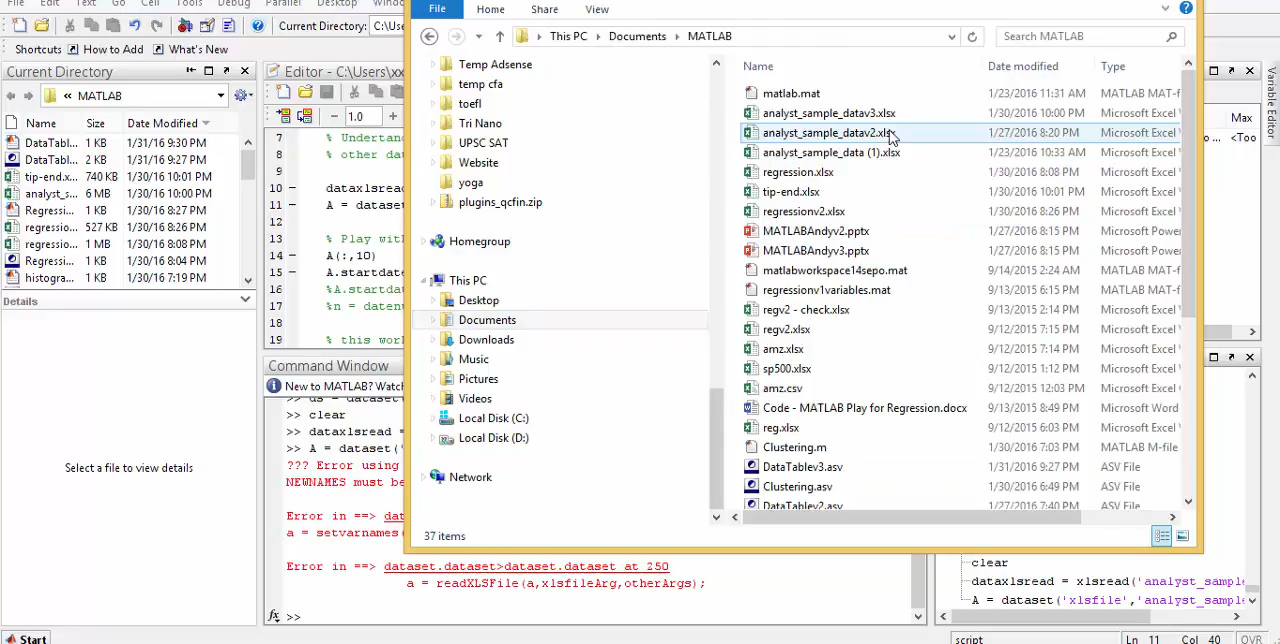 File Edit Text Go Cell Tools Debug Parallel Desktop
Current Directory: C:\Use
Shortcuts How to Add What's New
Current Directory
« MATLAB
Name Size Date Modified
DataTabl... 1 KB 1/31/16 9:30 PM
DataTabl... 2 KB 1/31/16 9:27 PM
tip-end.x... 740 KB 1/30/16 10:01 PM
analyst_s... 6 MB 1/30/16 10:00 PM
Regressi... 1 KB 1/30/16 8:27 PM
regressio... 527 KB 1/30/16 8:27 PM
regressio... 1 MB 1/30/16 8:08 PM
Regressi... 1 KB 1/30/16 8:04 PM
histogra... 1 KB 1/30/16 7:19 PM
Details
Select a file to view details
Start
Editor - C:\Users\xx
1.0
7 % Undertan
8 % other dat
9
10 dataxlsread
11 A = dataset
12
13 % Play with
14 A(:,10)
15 A.startdate
16 %A.startdat
17 %n = datenu
18
19 % this work
Command Window
New to MATLAB? Watch
>> ds = dataset(
>> clear
>> dataxlsread =
>> A = dataset('
??? Error using
NEWNAMES must be
Error in ==> dat
a = setvarnames(
Error in ==> dataset.dataset>dataset.dataset at 250
a = readXLSFile(a,xlsfileArg,otherArgs);
fx >>
File Home Share View
This PC Documents MATLAB
Search MATLAB
Temp Adsense
temp cfa
toefl
Tri Nano
UPSC SAT
Website
yoga
plugins_qcfin.zip
Homegroup
This PC
Desktop
Documents
Downloads
Music
Pictures
Videos
Local Disk (C:)
Local Disk (D:)
Network
37 items
Name Date modified Type
matlab.mat 1/23/2016 11:31 AM MATLAB MAT-f
analyst_sample_datav3.xlsx 1/30/2016 10:00 PM Microsoft Excel
analyst_sample_datav2.xlsx 1/27/2016 8:20 PM Microsoft Excel
analyst_sample_data (1).xlsx 1/23/2016 10:33 AM Microsoft Excel
regression.xlsx 1/30/2016 8:08 PM Microsoft Excel
tip-end.xlsx 1/30/2016 10:01 PM Microsoft Excel
regressionv2.xlsx 1/30/2016 8:26 PM Microsoft Excel
MATLABAndyv2.pptx 1/27/2016 8:15 PM Microsoft Power
MATLABAndyv3.pptx 1/27/2016 8:15 PM Microsoft Power
matlabworkspace14sepo.mat 9/14/2015 2:24 AM MATLAB MAT-f
regressionv1variables.mat 9/13/2015 6:15 PM MATLAB MAT-f
regv2 - check.xlsx 9/13/2015 2:14 PM Microsoft Excel
regv2.xlsx 9/12/2015 7:15 PM Microsoft Excel
amz.xlsx 9/12/2015 7:14 PM Microsoft Excel
sp500.xlsx 9/12/2015 1:12 PM Microsoft Excel
amz.csv 9/12/2015 12:03 PM Microsoft Excel
Code - MATLAB Play for Regression.docx 9/13/2015 8:49 PM Microsoft Word
reg.xlsx 9/12/2015 6:03 PM Microsoft Excel
Clustering.m 1/30/2016 7:03 PM MATLAB M-file
DataTablev3.asv 1/31/2016 9:27 PM ASV File
Clustering.asv 1/30/2016 6:49 PM ASV File
DataTablev2.asv 1/27/2016 7:40 PM ASV File
Variable Editor
Max
<Too
clear
dataxlsread = xlsread('analyst_sample
A = dataset('xlsfile','analyst_sample
script Ln 11 Col 40 OVR